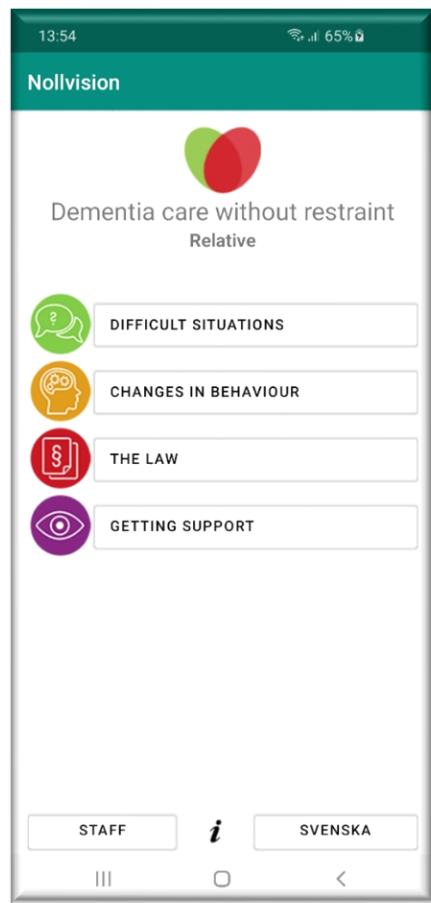 13:54 65%
Nollvision
Dementia care without restraint
Relative
?
DIFFICULT SITUATIONS
CHANGES IN BEHAVIOUR
§
THE LAW
GETTING SUPPORT
STAFF i SVENSKA